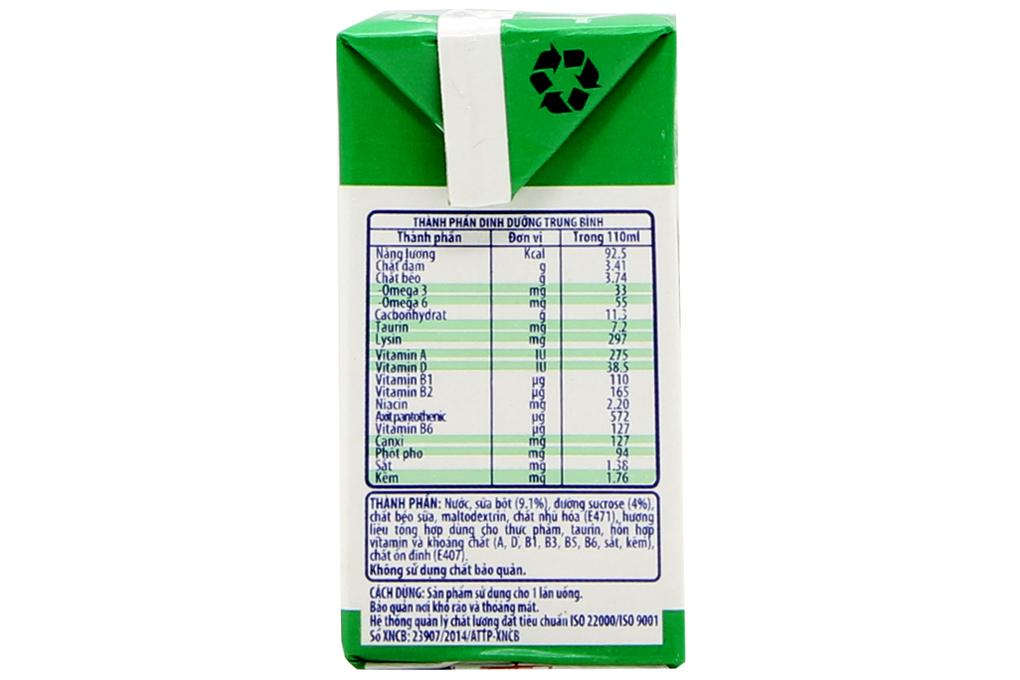 THÀNH PHẦN DINH DƯỠNG TRUNG BÌNH
Thành phần Đơn vị Trong 110ml
Năng lượng Kcal 92.5
Chất đạm g 3.41
Chất béo g 3.74
-Omega 3 mg 33
-Omega 6 mg 55
Cacbonhydrat g 11.3
Taurin mg 7.2
Lysin mg 297
Vitamin A IU 275
Vitamin D IU 38.5
Vitamin B1 µg 110
Vitamin B2 µg 165
Niacin mg 2.20
Axit pantothenic µg 572
Vitamin B6 µg 127
Canxi mg 127
Phốt pho mg 94
Sắt mg 1.38
Kẽm mg 1.76
THÀNH PHẦN: Nước, sữa bột (9.1%), đường sucrose (4%),
chất béo sữa, maltodextrin, chất nhũ hóa (E471), hương
liệu tổng hợp dùng cho thực phẩm, taurin, hỗn hợp
vitamin và khoáng chất (A, D, B1, B3, B5, B6, sắt, kẽm),
chất ổn định (E407).
Không sử dụng chất bảo quản.
CÁCH DÙNG: Sản phẩm sử dụng cho 1 lần uống.
Bảo quản nơi khô ráo và thoáng mát.
Hệ thống quản lý chất lượng đạt tiêu chuẩn ISO 22000/ISO 9001
Số XNCB: 23907/2014/ATTP-XNCB